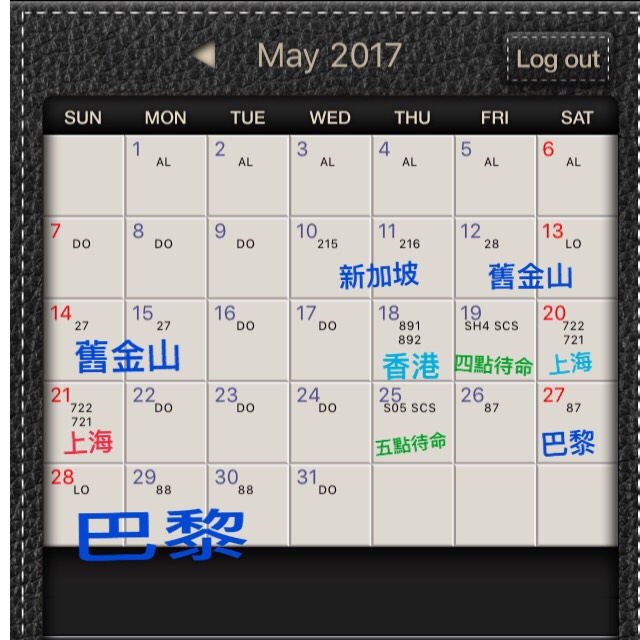 May 2017
Log out
SUN MON TUE WED THU FRI SAT
1 2 3 4 5 6
AL AL AL AL AL AL
7 8 9 10 11 12 13
DO DO DO 215 216 28 LO
新加坡 舊金山
14 15 16 17 18 19 20
27 27 DO DO 891 SH4 SCS 722
892 721
舊金山 香港 四點待命 上海
21 22 23 24 25 26 27
722 DO DO DO S05 SCS 87 87
721
上海 五點待命 巴黎
28 29 30 31
LO 88 88 DO
巴黎